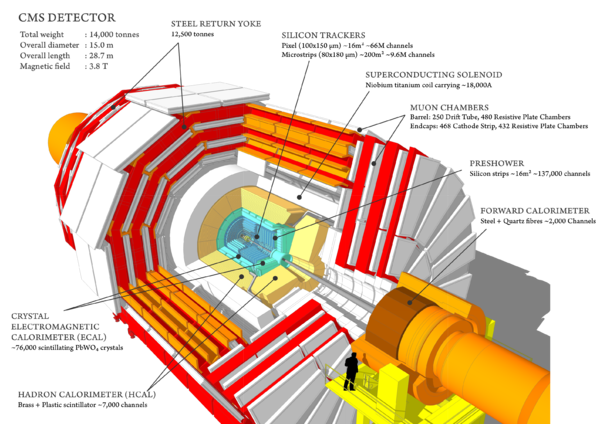 CMS DETECTOR
Total weight : 14,000 tonnes
Overall diameter : 15.0 m
Overall length : 28.7 m
Magnetic field : 3.8 T
STEEL RETURN YOKE
12,500 tonnes
SILICON TRACKERS
Pixel (100x150 μm) ~16m² ~66M channels
Microstrips (80x180 μm) ~200m² ~9.6M channels
SUPERCONDUCTING SOLENOID
Niobium titanium coil carrying ~18,000A
MUON CHAMBERS
Barrel: 250 Drift Tube, 480 Resistive Plate Chambers
Endcaps: 468 Cathode Strip, 432 Resistive Plate Chambers
PRESHOWER
Silicon strips ~16m² ~137,000 channels
FORWARD CALORIMETER
Steel + Quartz fibres ~2,000 Channels
CRYSTAL
ELECTROMAGNETIC
CALORIMETER (ECAL)
~76,000 scintillating PbWO₄ crystals
HADRON CALORIMETER (HCAL)
Brass + Plastic scintillator ~7,000 channels